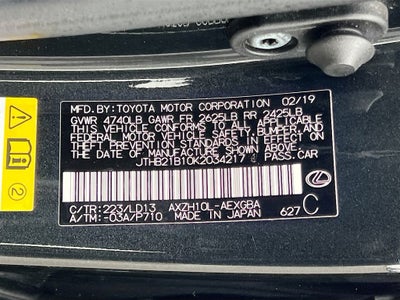 MFD. BY:TOYOTA MOTOR CORPORATION 02/19
GVWR 4740LB GAWR FR 2625LB RR 2425LB
THIS VEHICLE CONFORMS TO ALL APPLICABLE
FEDERAL MOTOR VEHICLE SAFETY, BUMPER, AND
THEFT PREVENTION STANDARDS IN EFFECT ON
THE DATE OF MANUFACTURE SHOWN ABOVE.
JTHB21B10K2034217 PASS.CAR
C/TR:223/LD13 AXZH10L-AEXGBA
A/TM:-03A/P710 MADE IN JAPAN 627 C
2